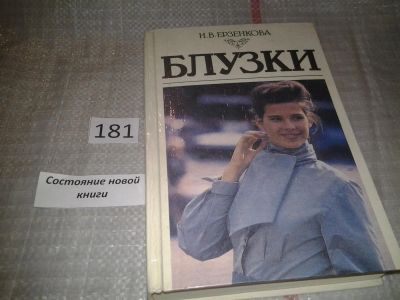 Н.В.ЕРЗЕНКОВА
БЛУЗКИ
181
Состояние новой
книги